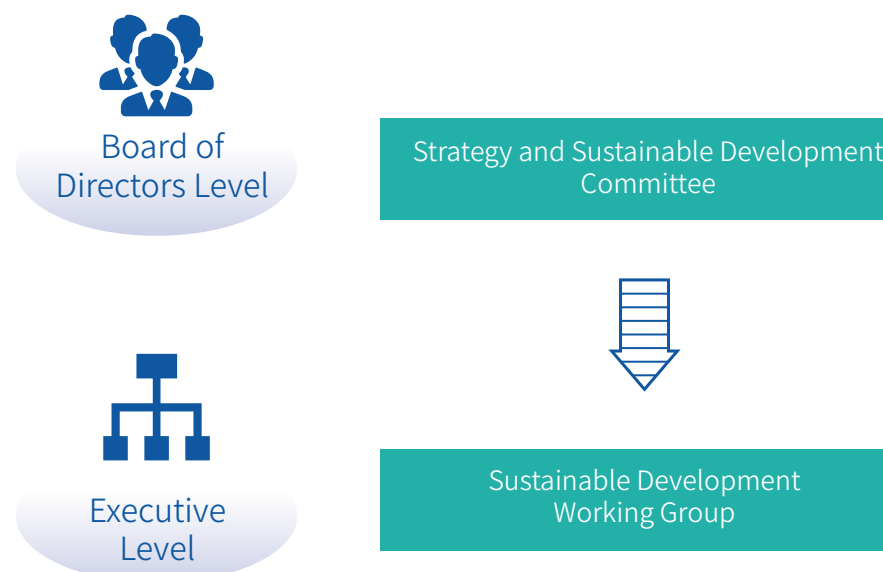 Board of
Directors Level
Strategy and Sustainable Development
Committee
Executive
Level
Sustainable Development
Working Group